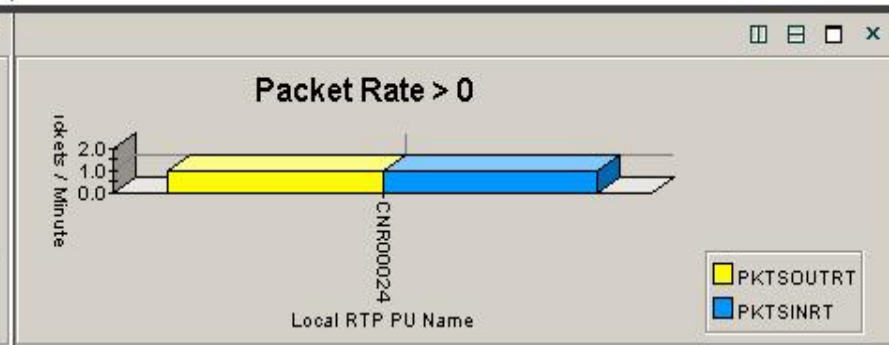 Packet Rate > 0
ickets / Minute
2.0
1.0
0.0
CNR00024
Local RTP PU Name
PKTSOUTRT
PKTSINRT